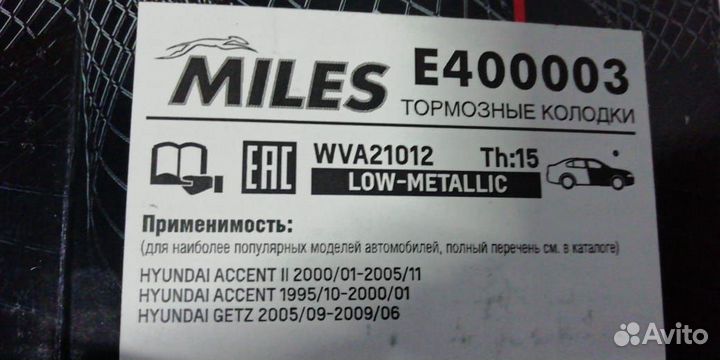 MILES
E400003
ТОРМОЗНЫЕ КОЛОДКИ
EAC
WVA21012 Th:15
LOW-METALLIC
Применимость:
(для наиболее популярных моделей автомобилей, полный перечень см. в каталоге)
HYUNDAI ACCENT II 2000/01-2005/11
HYUNDAI ACCENT 1995/10-2000/01
HYUNDAI GETZ 2005/09-2009/06
Avito